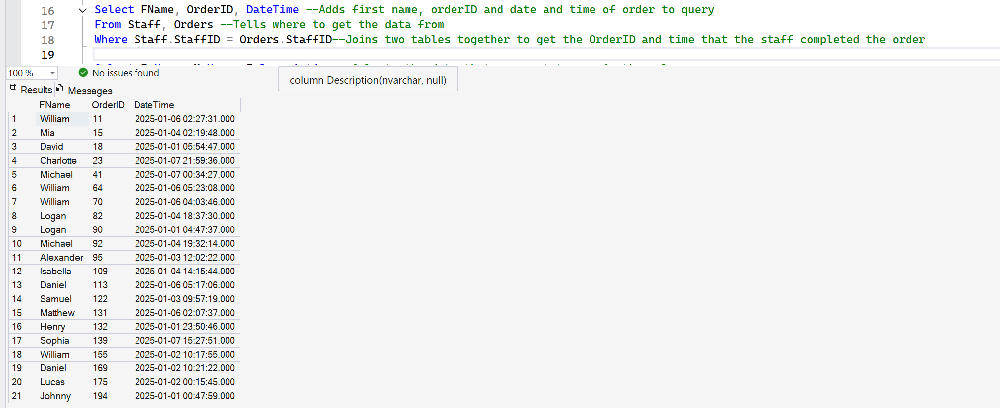 16 Select FName, OrderID, DateTime --Adds first name, orderID and date and time of order to query
17 From Staff, Orders --Tells where to get the data from
18 Where Staff.StaffID = Orders.StaffID--Joins two tables together to get the OrderID and time that the staff completed the order
19
100 % No issues found
column Description(nvarchar, null)
Results Messages
FName OrderID DateTime
1 William 11 2025-01-06 02:27:31.000
2 Mia 15 2025-01-04 02:19:48.000
3 David 18 2025-01-01 05:54:47.000
4 Charlotte 23 2025-01-07 21:59:36.000
5 Michael 41 2025-01-07 00:34:27.000
6 William 64 2025-01-06 05:23:08.000
7 William 70 2025-01-06 04:03:46.000
8 Logan 82 2025-01-04 18:37:30.000
9 Logan 90 2025-01-01 04:47:37.000
10 Michael 92 2025-01-04 19:32:14.000
11 Alexander 95 2025-01-03 12:02:22.000
12 Isabella 109 2025-01-04 14:15:44.000
13 Daniel 113 2025-01-06 05:17:06.000
14 Samuel 122 2025-01-03 09:57:19.000
15 Matthew 131 2025-01-06 02:07:37.000
16 Henry 132 2025-01-01 23:50:46.000
17 Sophia 139 2025-01-07 15:27:51.000
18 William 155 2025-01-02 10:17:55.000
19 Daniel 169 2025-01-02 10:21:22.000
20 Lucas 175 2025-01-02 00:15:45.000
21 Johnny 194 2025-01-01 00:47:59.000